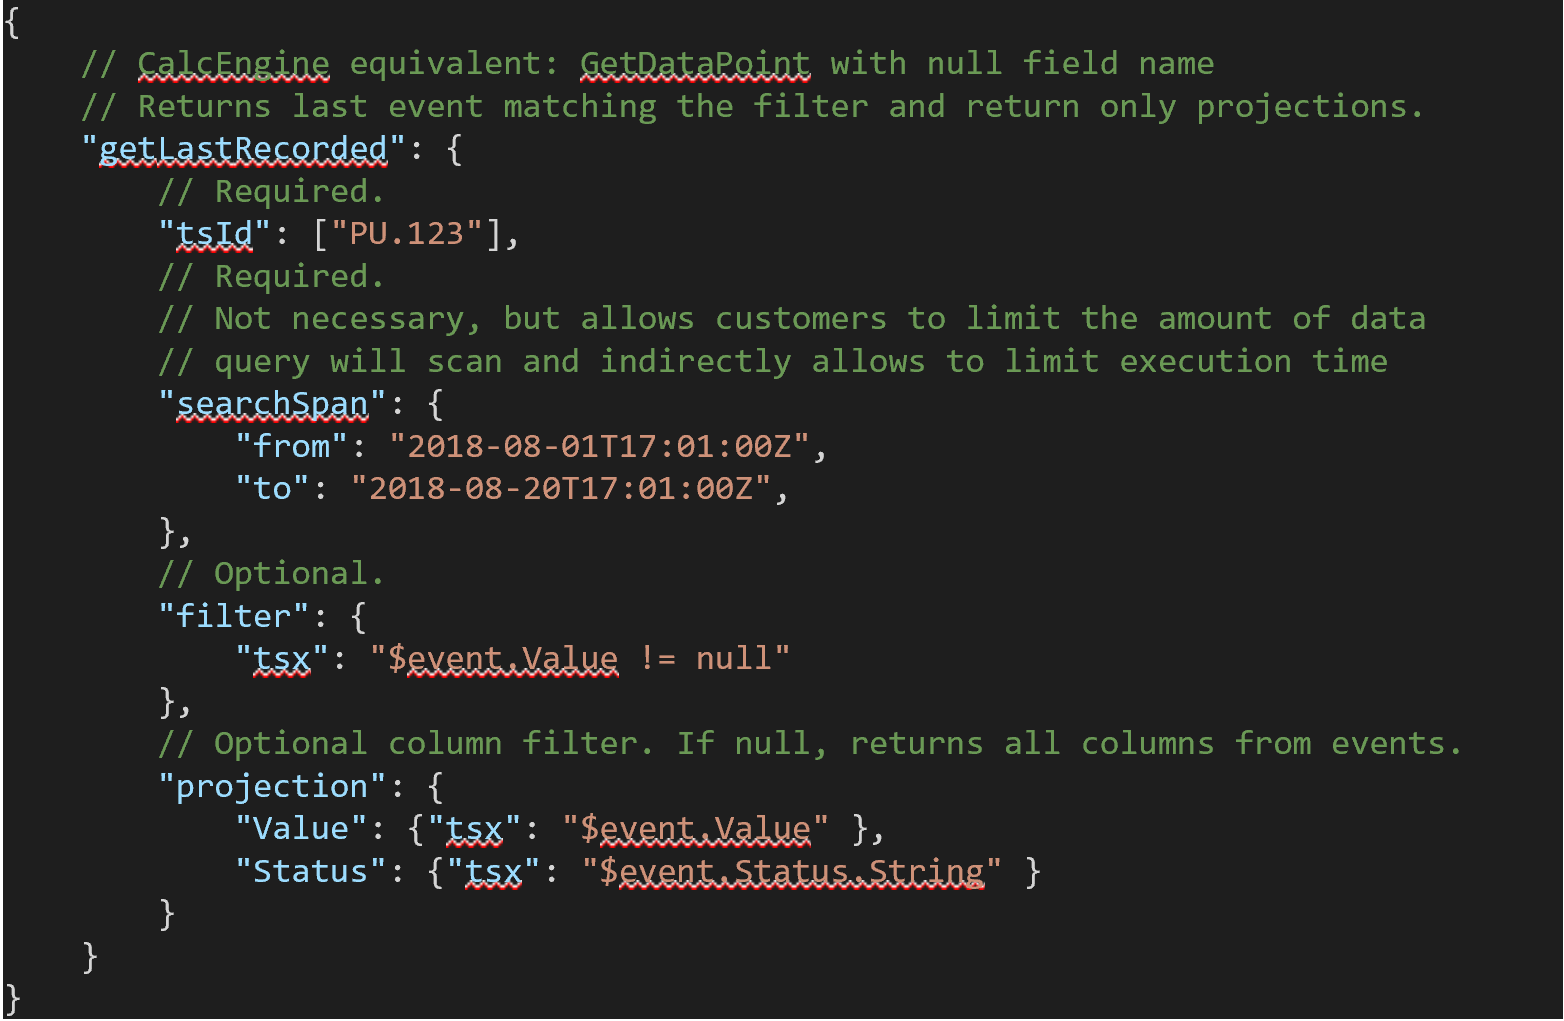 {
    // CalcEngine equivalent: GetDataPoint with null field name
    // Returns last event matching the filter and return only projections.
    "getLastRecorded": {
        // Required.
        "tsId": ["PU.123"],
        // Required.
        // Not necessary, but allows customers to limit the amount of data
        // query will scan and indirectly allows to limit execution time
        "searchSpan": {
            "from": "2018-08-01T17:01:00Z",
            "to": "2018-08-20T17:01:00Z",
        },
        // Optional.
        "filter": {
            "tsx": "$event.Value != null"
        },
        // Optional column filter. If null, returns all columns from events.
        "projection": {
            "Value": {"tsx": "$event.Value" },
            "Status": {"tsx": "$event.Status.String" }
        }
    }
}